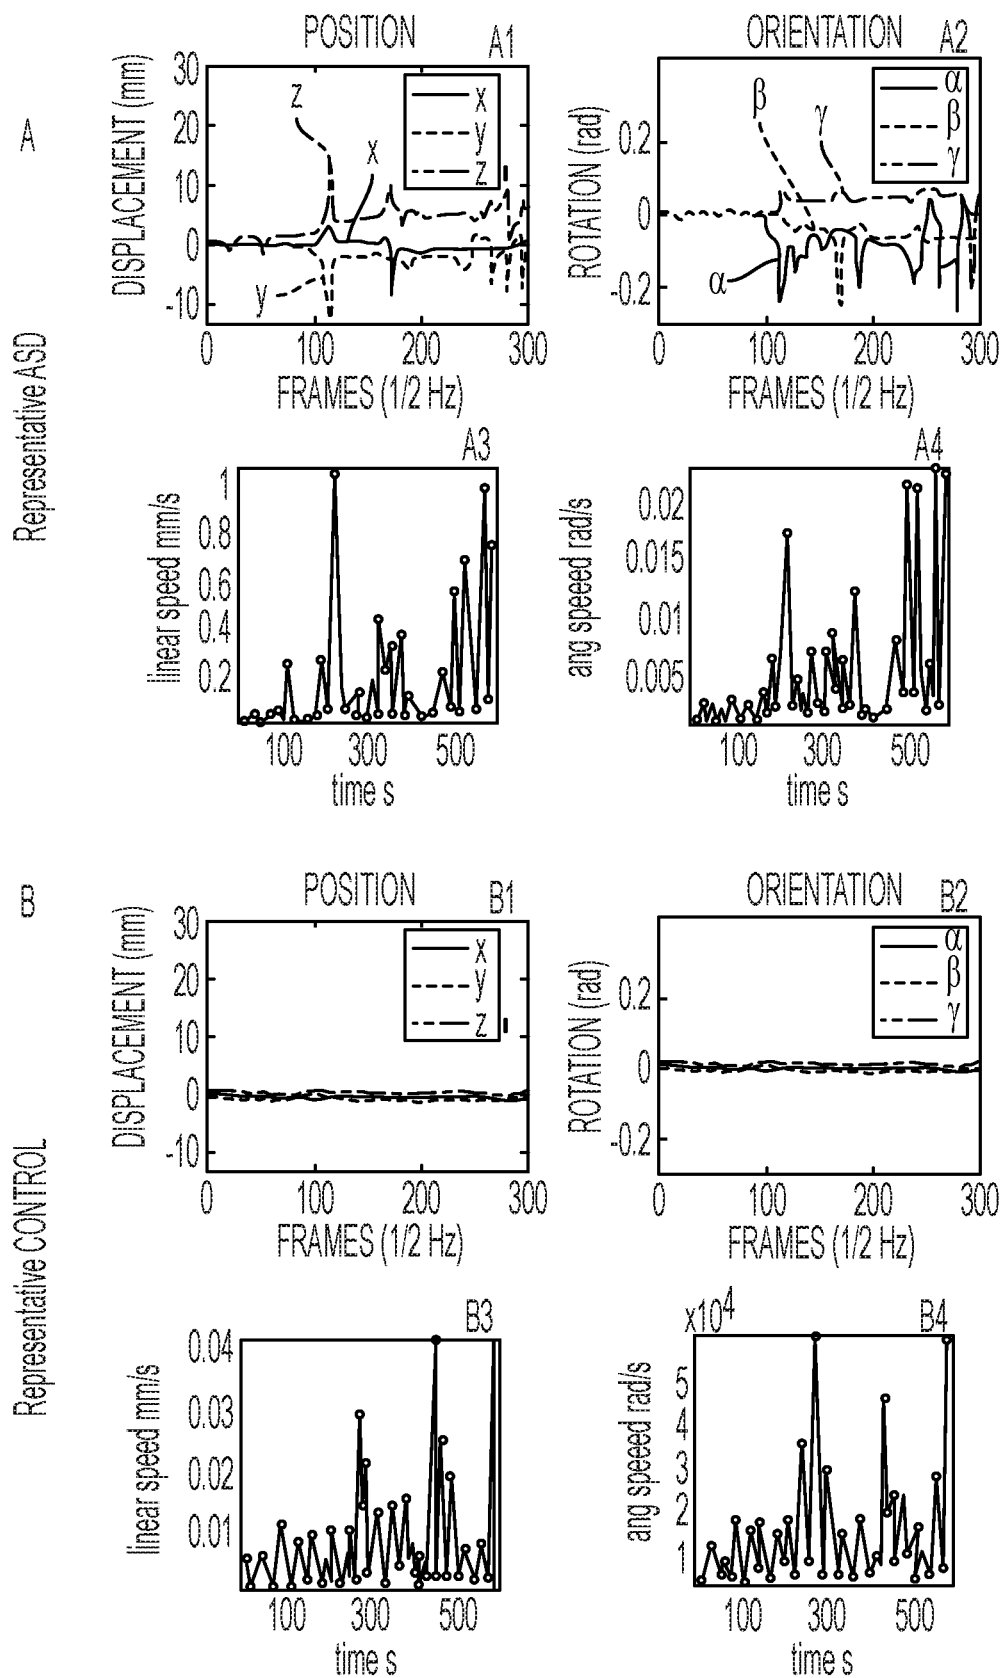 A
Representative ASD
POSITION
A1
DISPLACEMENT (mm)
30
20
10
0
-10
x
y
z
z
x
y
0 100 200 300
FRAMES (1/2 Hz)
ORIENTATION
A2
ROTATION (rad)
0.2
0
-0.2
α
β
γ
β
γ
α
0 100 200 300
FRAMES (1/2 Hz)
A3
linear speed mm/s
1
0.8
0.6
0.4
0.2
100 300 500
time s
A4
ang speeed rad/s
0.02
0.015
0.01
0.005
100 300 500
time s
B
Representative CONTROL
POSITION
B1
DISPLACEMENT (mm)
30
20
10
0
-10
x
y
z
0 100 200 300
FRAMES (1/2 Hz)
ORIENTATION
B2
ROTATION (rad)
0.2
0
-0.2
α
β
γ
0 100 200 300
FRAMES (1/2 Hz)
B3
linear speed mm/s
0.04
0.03
0.02
0.01
100 300 500
time s
x10⁴
B4
ang speeed rad/s
5
4
3
2
1
100 300 500
time s